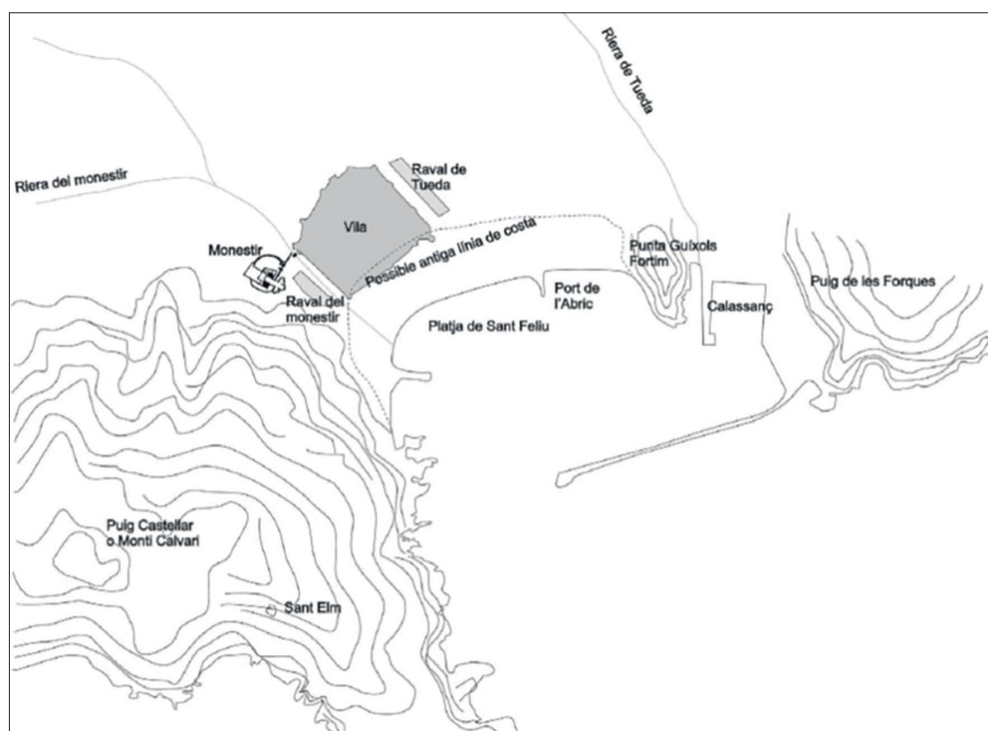 Riera de Tueda
Riera del monestir
Raval de
Tueda
Vila
Possible antiga línia de costa
Monestir
Raval del
monestir
Punta Guíxols
Fortim
Port de
l'Abric
Platja de Sant Feliu
Calassanç
Puig de les Forques
Puig Castellar
o Monti Calvari
Sant Elm